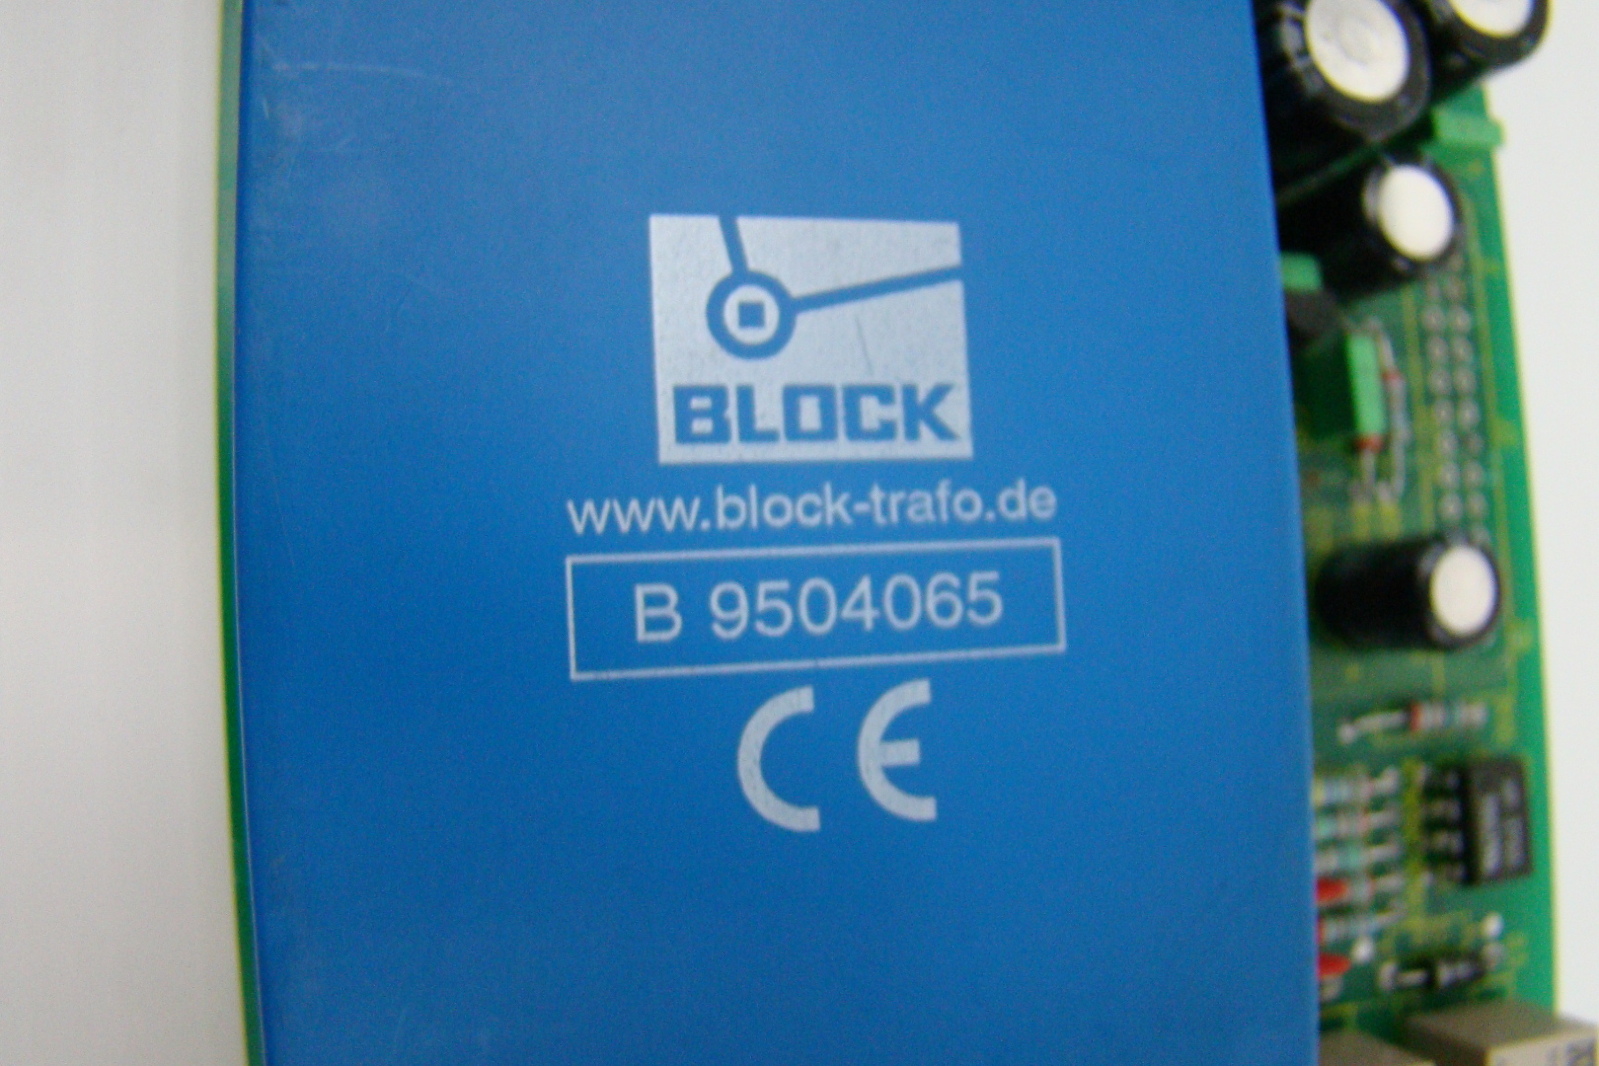 BLOCK
www.block-trafo.de
B 9504065
CE